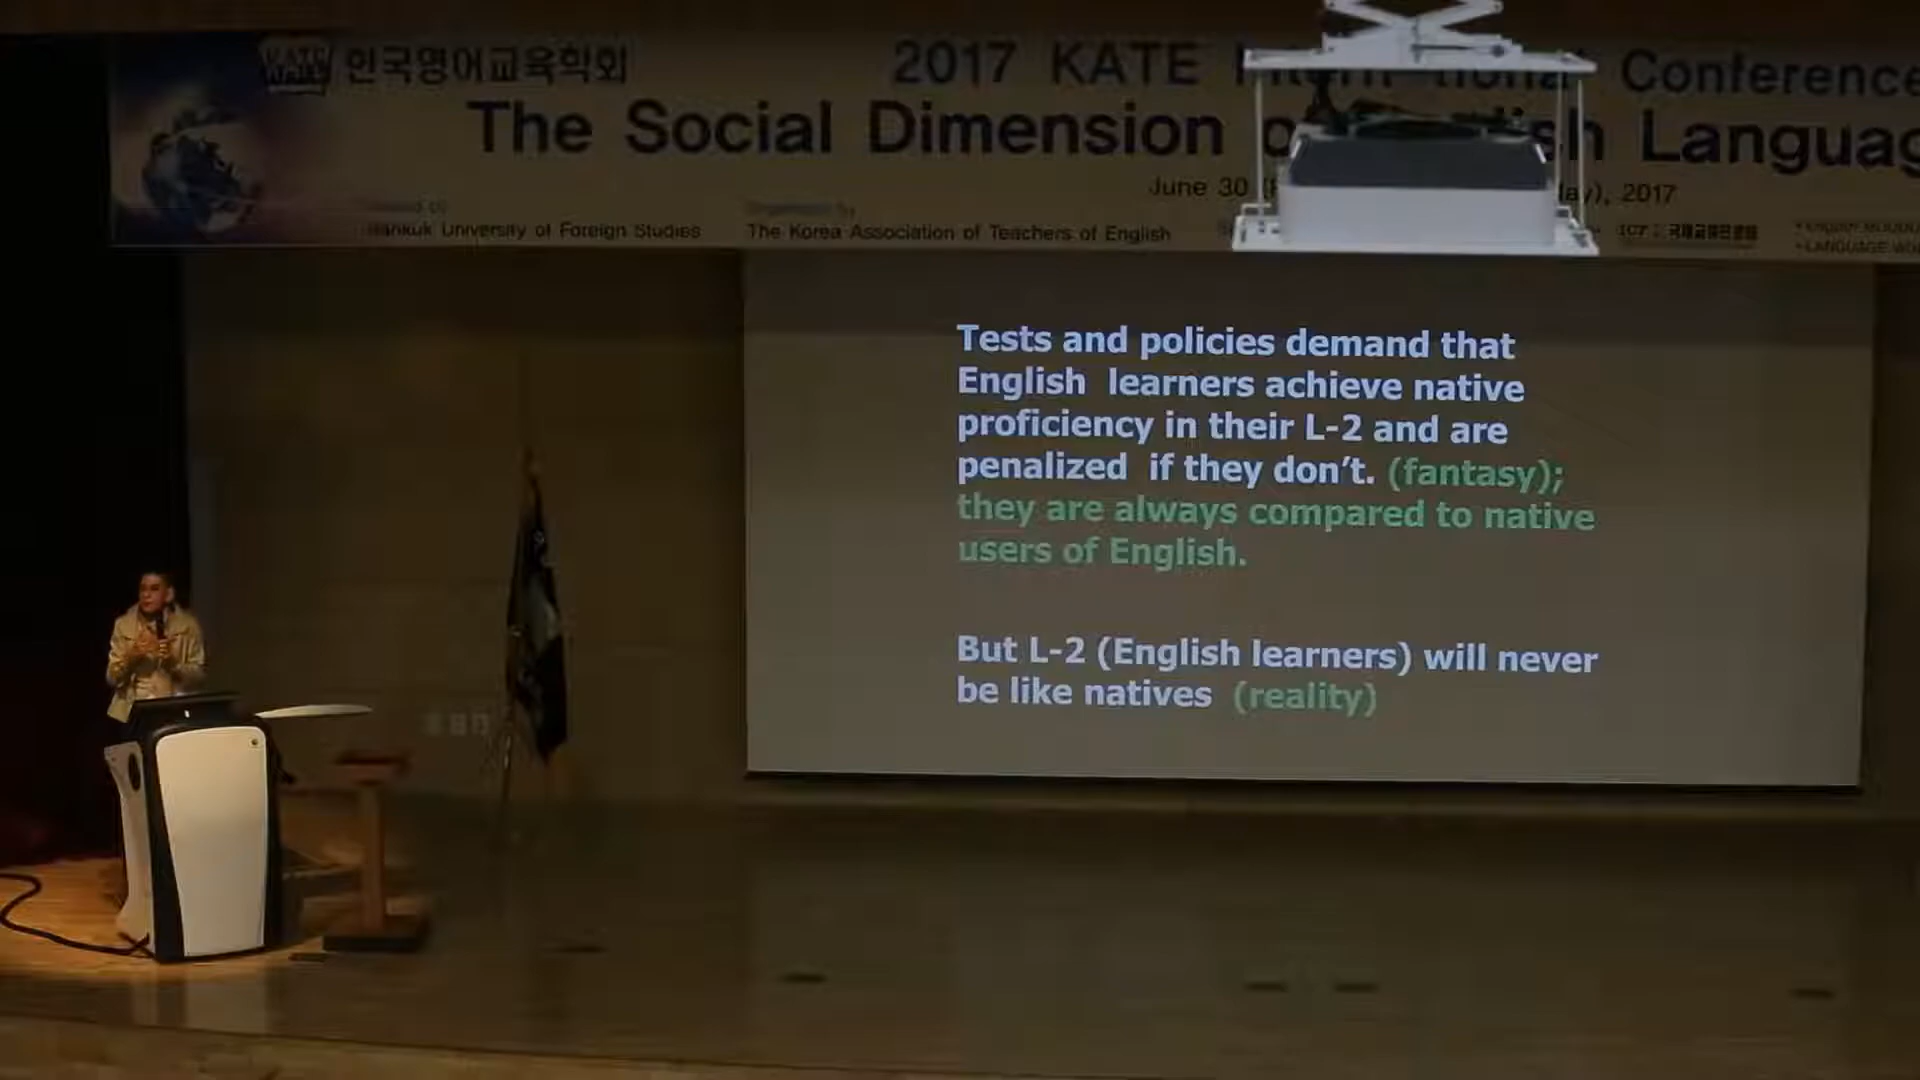 KATE 한국영어교육학회
2017 KATE Conference
The Social Dimension Languag
June 30 2017
Hankuk University of Foreign Studies
The Korea Association of Teachers of English
Tests and policies demand that
English learners achieve native
proficiency in their L-2 and are
penalized if they don’t. (fantasy);
they are always compared to native
users of English.
But L-2 (English learners) will never
be like natives (reality)